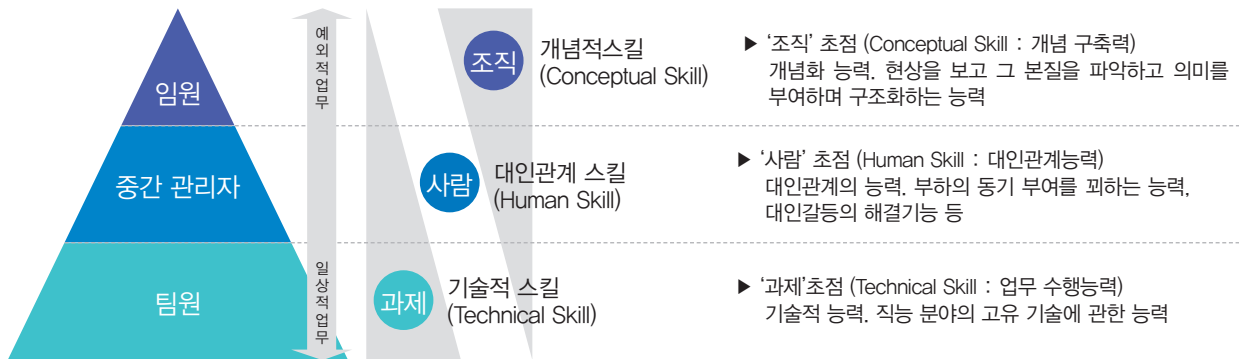 예외적업무
임원
조직
개념적스킬
(Conceptual Skill)
▶ ‘조직’ 초점 (Conceptual Skill : 개념 구축력)
개념화 능력. 현상을 보고 그 본질을 파악하고 의미를
부여하며 구조화하는 능력
중간 관리자
사람
대인관계 스킬
(Human Skill)
▶ ‘사람’ 초점 (Human Skill : 대인관계능력)
대인관계의 능력. 부하의 동기 부여를 꾀하는 능력,
대인갈등의 해결기능 등
일상적업무
팀원
과제
기술적 스킬
(Technical Skill)
▶ ‘과제’초점 (Technical Skill : 업무 수행능력)
기술적 능력. 직능 분야의 고유 기술에 관한 능력